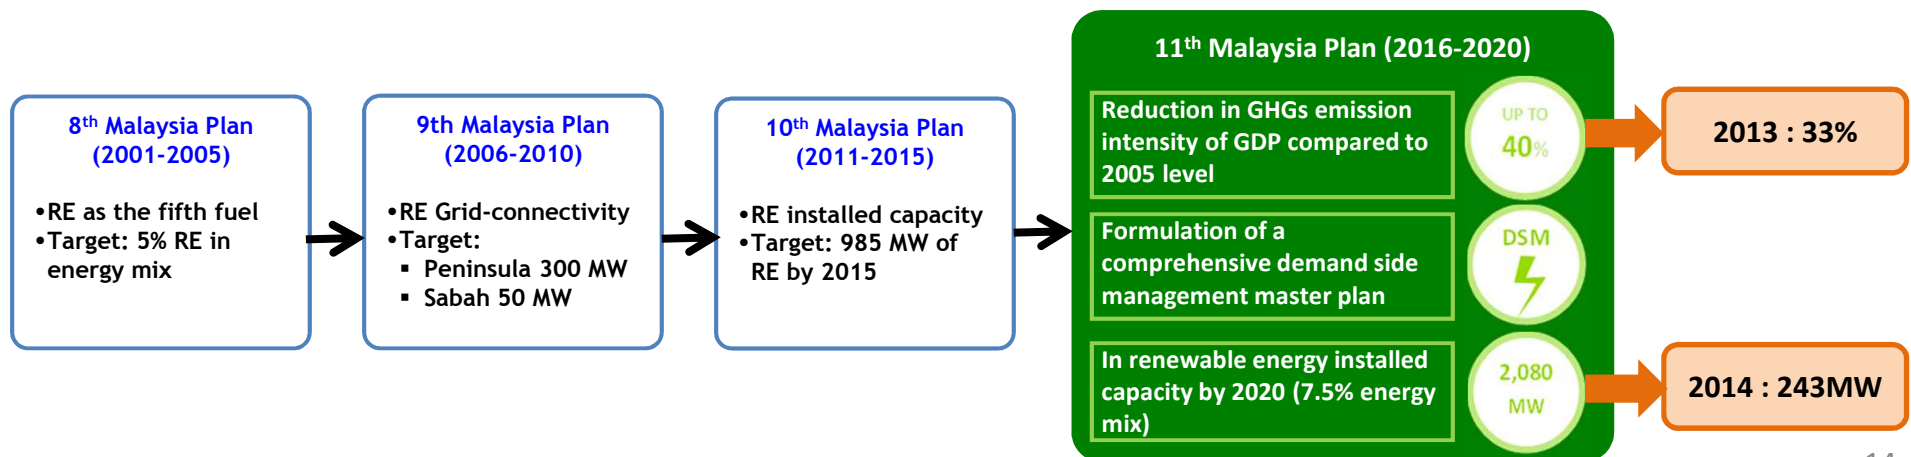 8th Malaysia Plan
(2001-2005)
•RE as the fifth fuel
•Target: 5% RE in
energy mix
9th Malaysia Plan
(2006-2010)
•RE Grid-connectivity
•Target:
▪ Peninsula 300 MW
▪ Sabah 50 MW
10th Malaysia Plan
(2011-2015)
•RE installed capacity
•Target: 985 MW of
RE by 2015
11th Malaysia Plan (2016-2020)
Reduction in GHGs emission
intensity of GDP compared to
2005 level
UP TO
40%
2013 : 33%
Formulation of a
comprehensive demand side
management master plan
DSM
In renewable energy installed
capacity by 2020 (7.5% energy
mix)
2,080
MW
2014 : 243MW